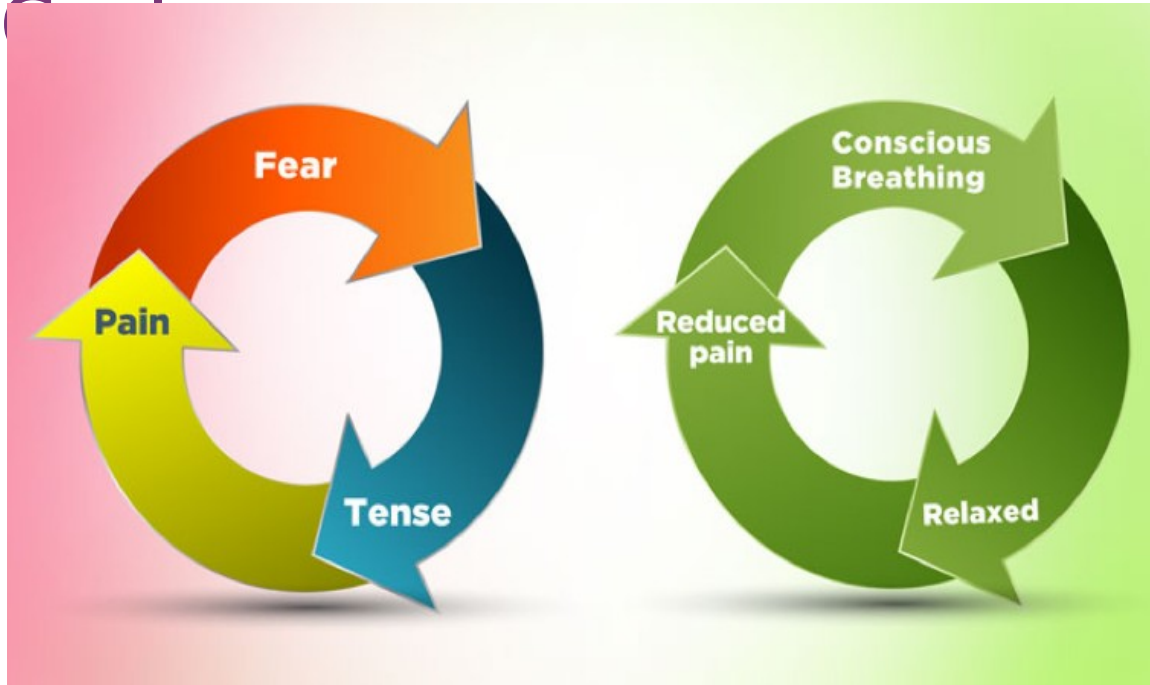 Fear
Pain
Tense
Conscious
Breathing
Reduced
pain
Relaxed